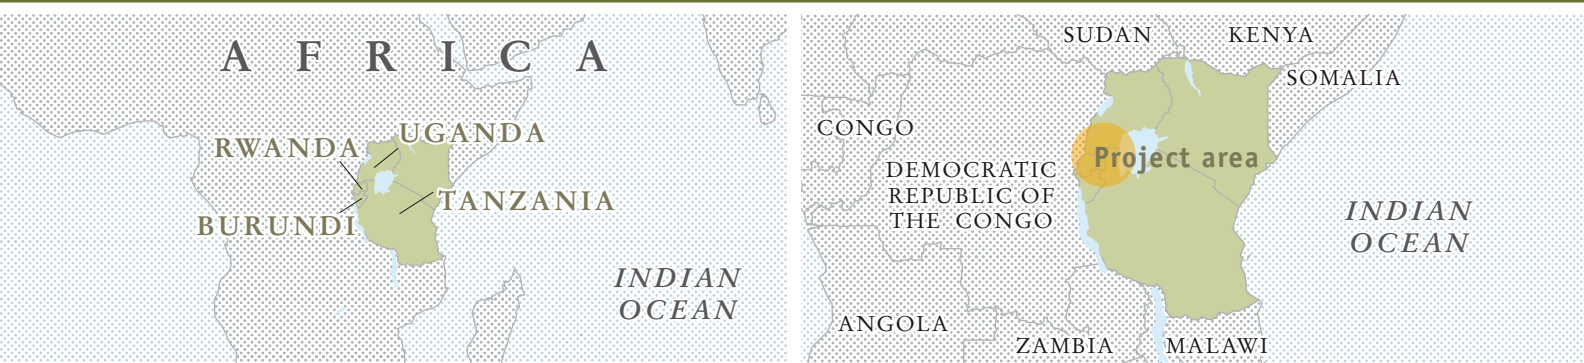 AFRICA
UGANDA
RWANDA
TANZANIA
BURUNDI
INDIAN
OCEAN
SUDAN
KENYA
SOMALIA
CONGO
Project area
DEMOCRATIC
REPUBLIC OF
THE CONGO
INDIAN
OCEAN
ANGOLA
ZAMBIA
MALAWI